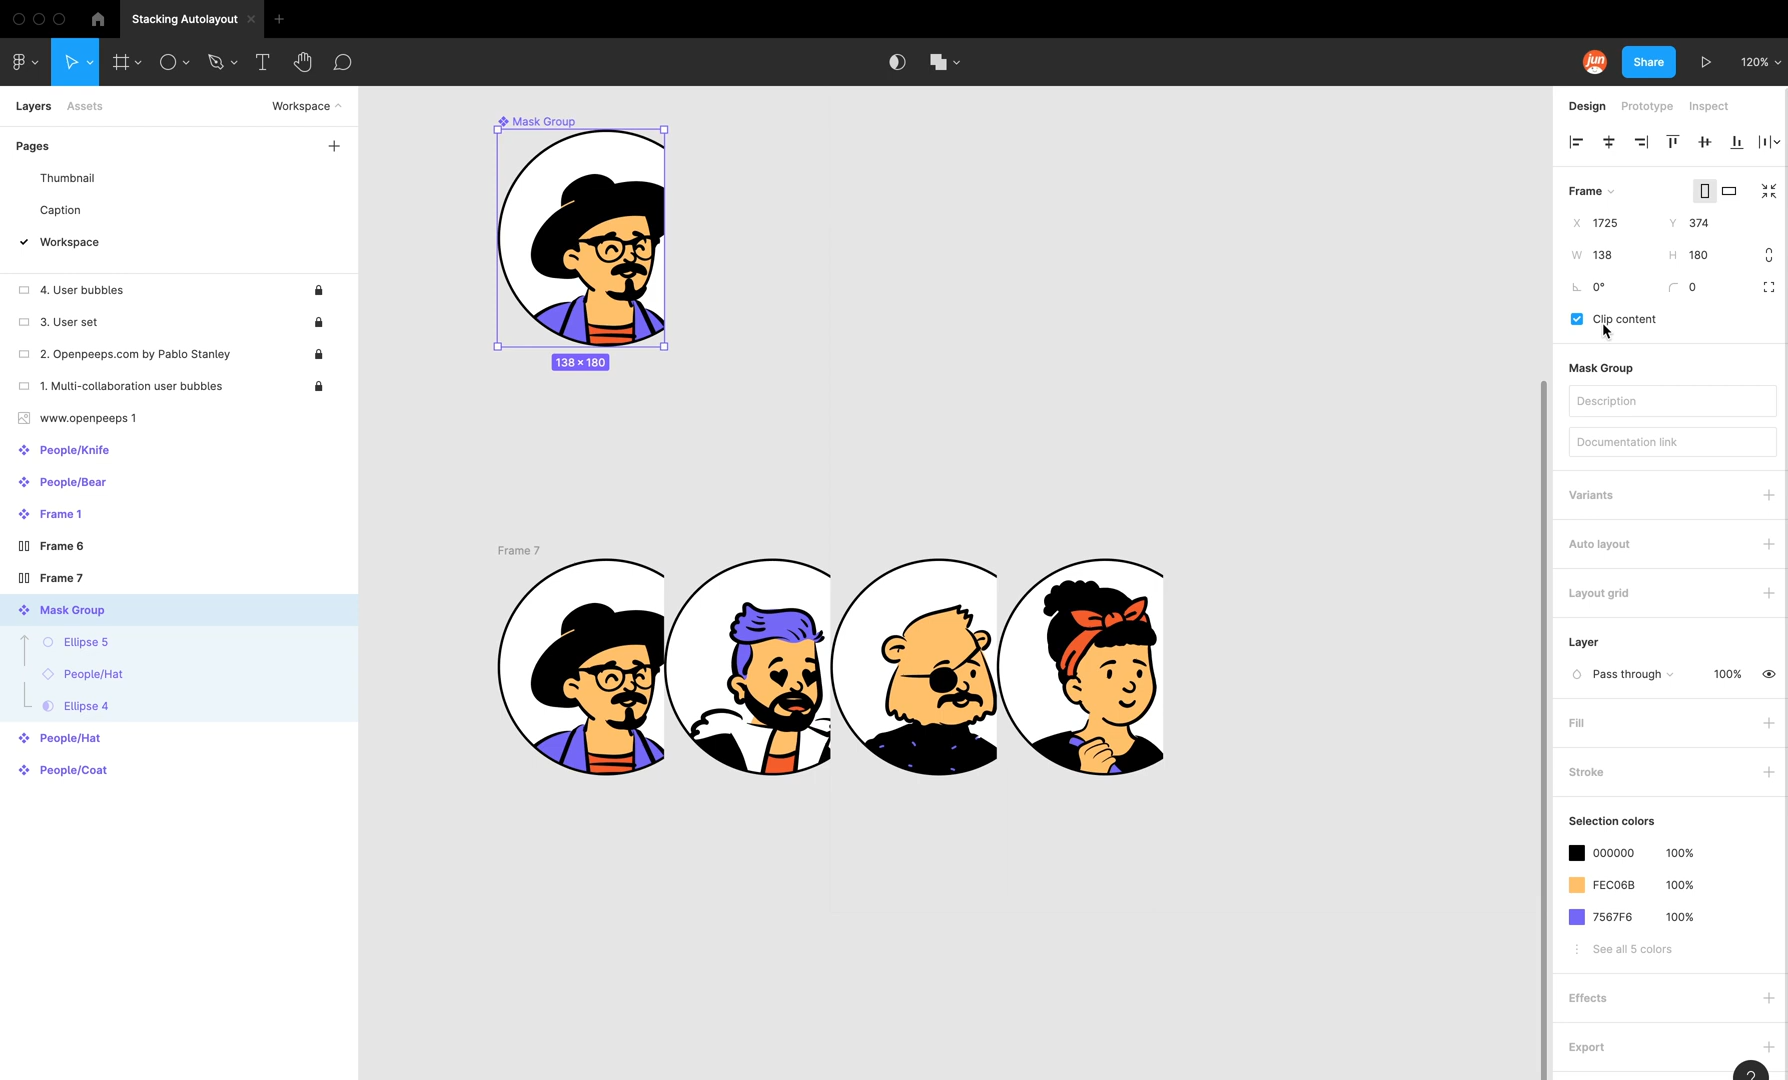 Stacking Autolayout
jun
Share
120%
Layers
Assets
Workspace
Pages
Thumbnail
Caption
Workspace
4. User bubbles
3. User set
2. Openpeeps.com by Pablo Stanley
1. Multi-collaboration user bubbles
www.openpeeps 1
People/Knife
People/Bear
Frame 1
Frame 6
Frame 7
Mask Group
Ellipse 5
People/Hat
Ellipse 4
People/Hat
People/Coat
Mask Group
138 × 180
Frame 7
Design
Prototype
Inspect
Frame
X 1725
Y 374
W 138
H 180
0°
0
Clip content
Mask Group
Description
Documentation link
Variants
Auto layout
Layout grid
Layer
Pass through
100%
Fill
Stroke
Selection colors
000000 100%
FEC06B 100%
7567F6 100%
See all 5 colors
Effects
Export
?